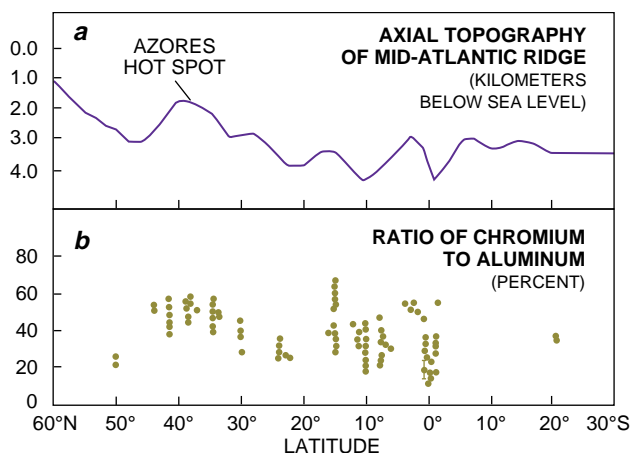 a
AXIAL TOPOGRAPHY
OF MID-ATLANTIC RIDGE
(KILOMETERS
BELOW SEA LEVEL)
AZORES
HOT SPOT
0.0
1.0
2.0
3.0
4.0
b
RATIO OF CHROMIUM
TO ALUMINUM
(PERCENT)
80
60
40
20
0
60°N 50° 40° 30° 20° 10° 0° 10° 20° 30°S
LATITUDE